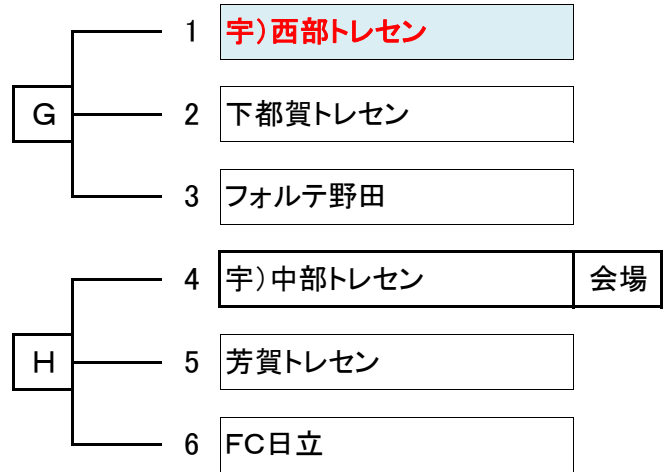 1 宇）西部トレセン
G 2 下都賀トレセン
3 フォルテ野田
4 宇）中部トレセン 会場
H 5 芳賀トレセン
6 FC日立